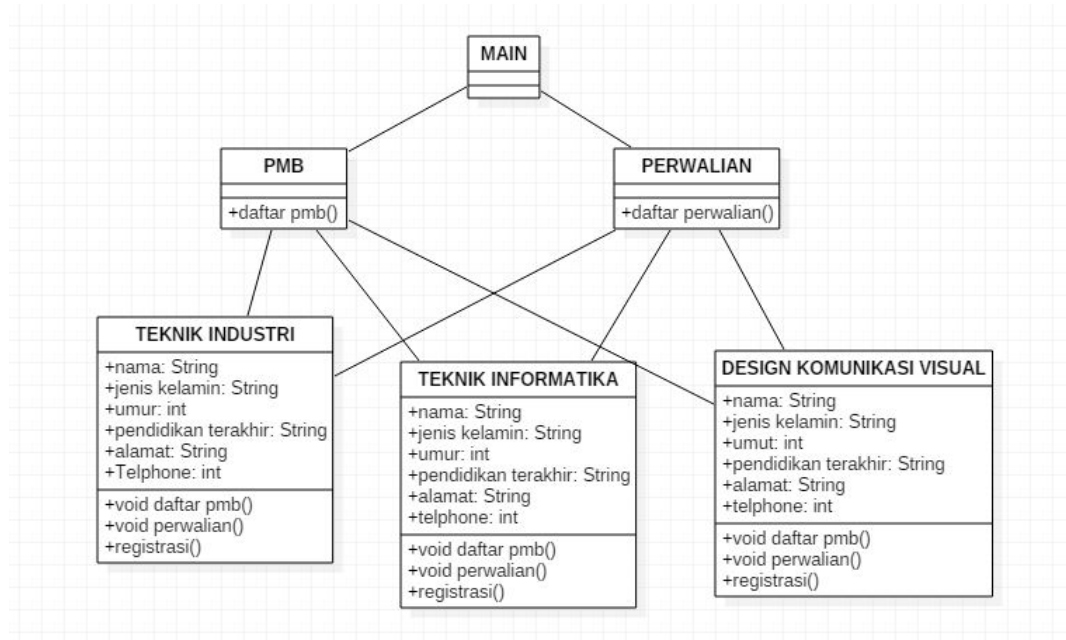 MAIN
PMB
+daftar pmb()
PERWALIAN
+daftar perwalian()
TEKNIK INDUSTRI
+nama: String
+jenis kelamin: String
+umur: int
+pendidikan terakhir: String
+alamat: String
+Telphone: int
+void daftar pmb()
+void perwalian()
+registrasi()
TEKNIK INFORMATIKA
+nama: String
+jenis kelamin: String
+umur: int
+pendidikan terakhir: String
+alamat: String
+telphone: int
+void daftar pmb()
+void perwalian()
+registrasi()
DESIGN KOMUNIKASI VISUAL
+nama: String
+jenis kelamin: String
+umut: int
+pendidikan terakhir: String
+alamat: String
+telphone: int
+void daftar pmb()
+void perwalian()
+registrasi()